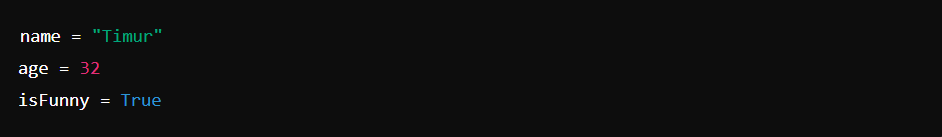 name = "Timur"
age = 32
isFunny = True